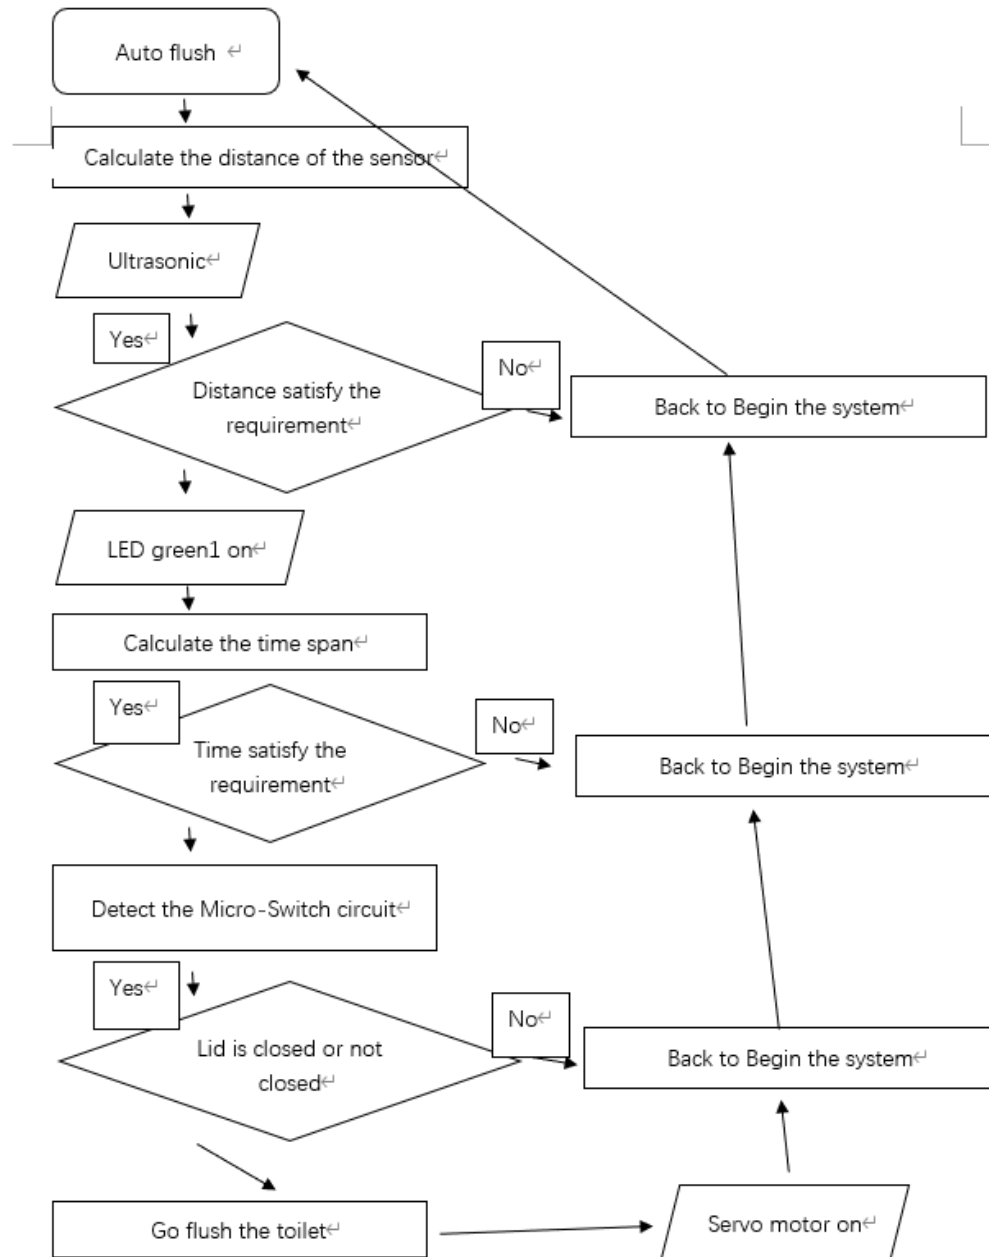 Auto flush
Calculate the distance of the sensor
Ultrasonic
Yes
Distance satisfy the
requirement
No
Back to Begin the system
LED green1 on
Calculate the time span
Yes
Time satisfy the
requirement
No
Back to Begin the system
Detect the Micro-Switch circuit
Yes
Lid is closed or not
closed
No
Back to Begin the system
Go flush the toilet
Servo motor on